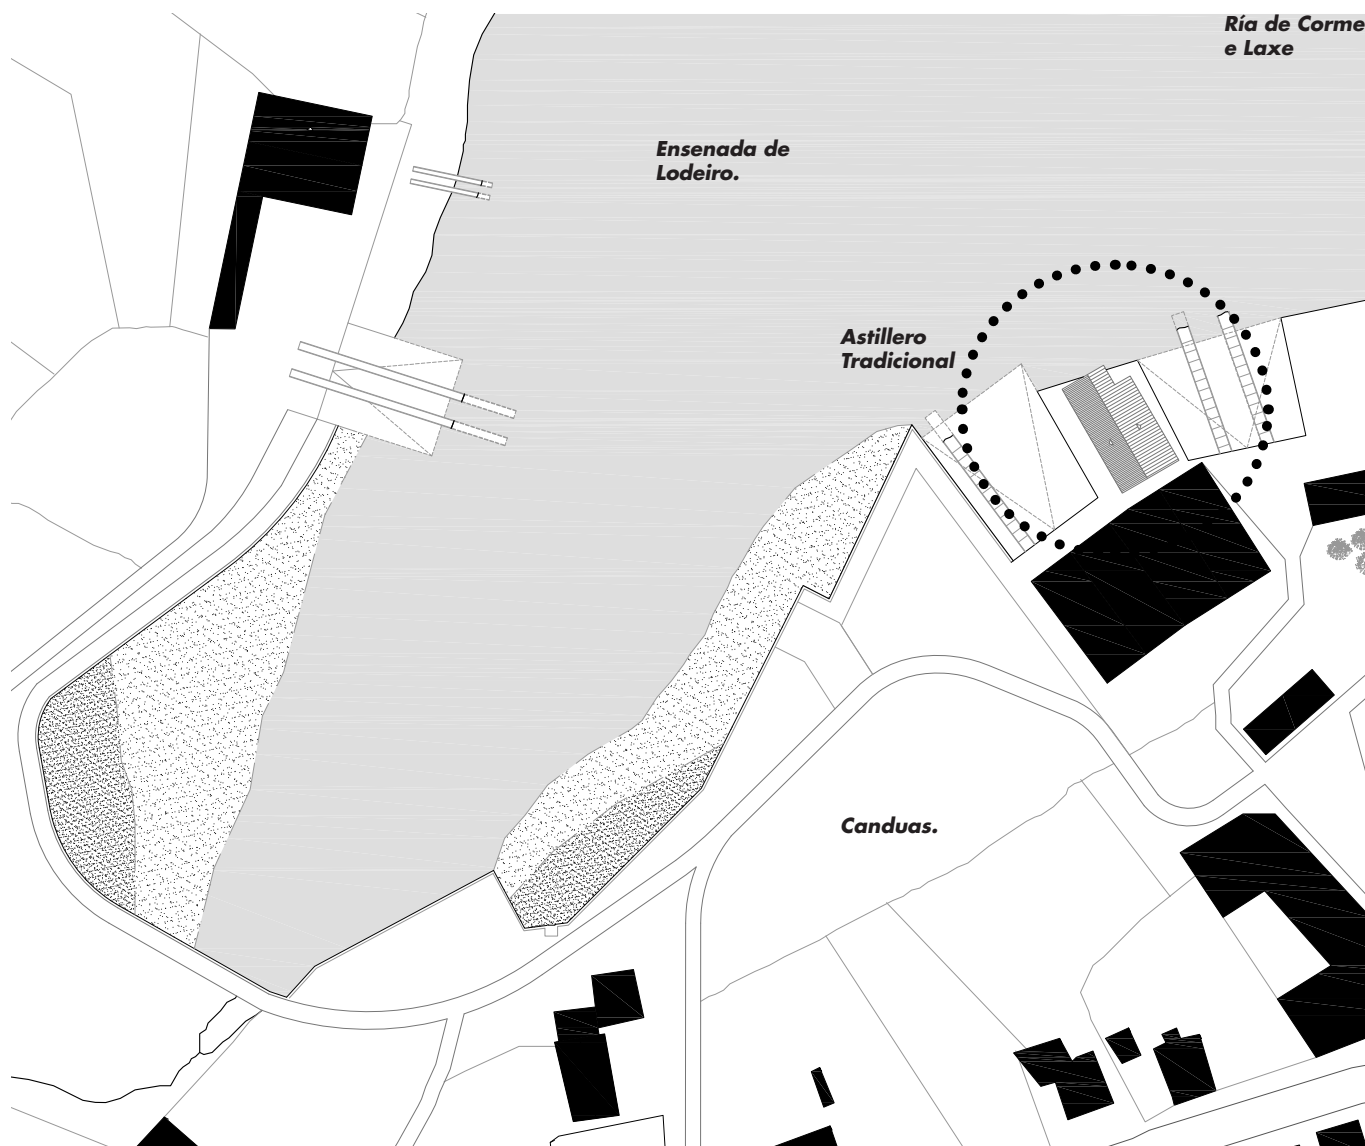 Ría de Corme
e Laxe
Ensenada de
Lodeiro.
Astillero
Tradicional
Canduas.